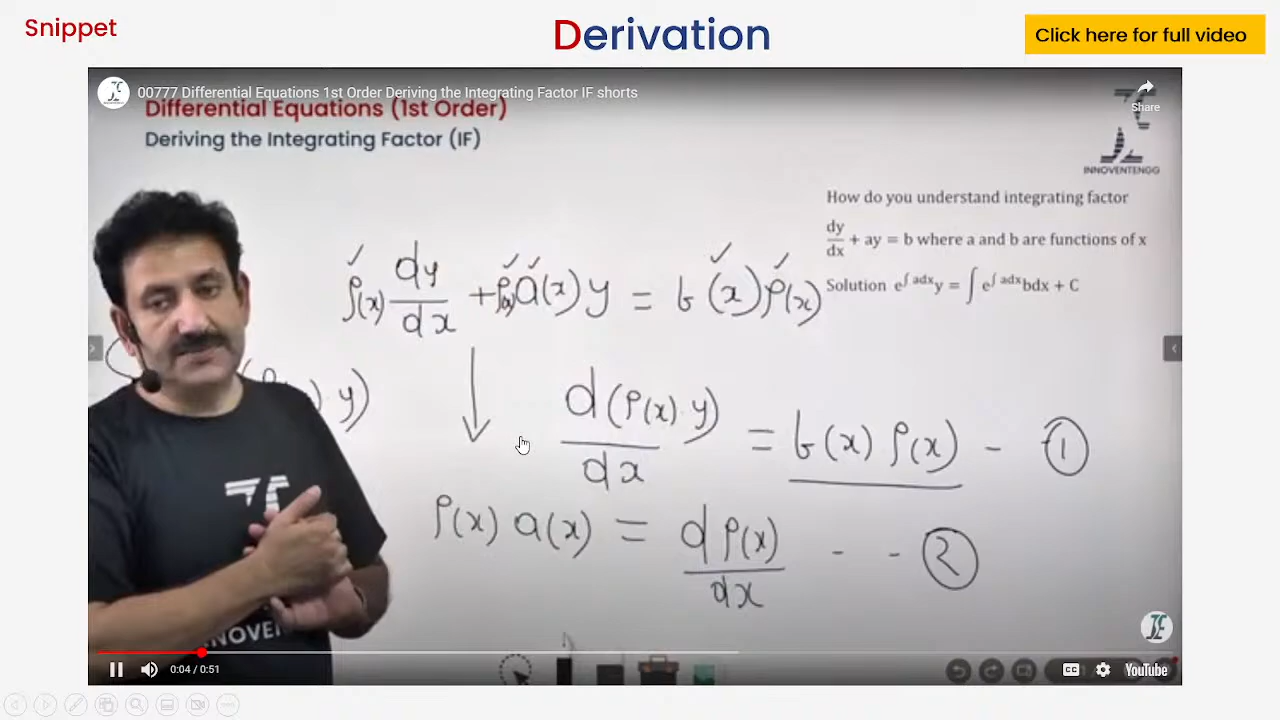 Snippet
Derivation
Click here for full video
00777 Differential Equations 1st Order Deriving the Integrating Factor IF shorts
Share
Differential Equations (1st Order)
Deriving the Integrating Factor (IF)
INNOVENTENGG
How do you understand integrating factor
dy/dx + ay = b where a and b are functions of x
Solution e^∫ adx y = ∫ e^∫ adx bdx + C
ρ(x) dy/dx + ρ(x) a(x) y = b(x) ρ(x)
y)
d(ρ(x)·y)/dx = b(x) ρ(x) - ①
ρ(x) a(x) = dρ(x)/dx - - ②
0:04 / 0:51
CC
YouTube